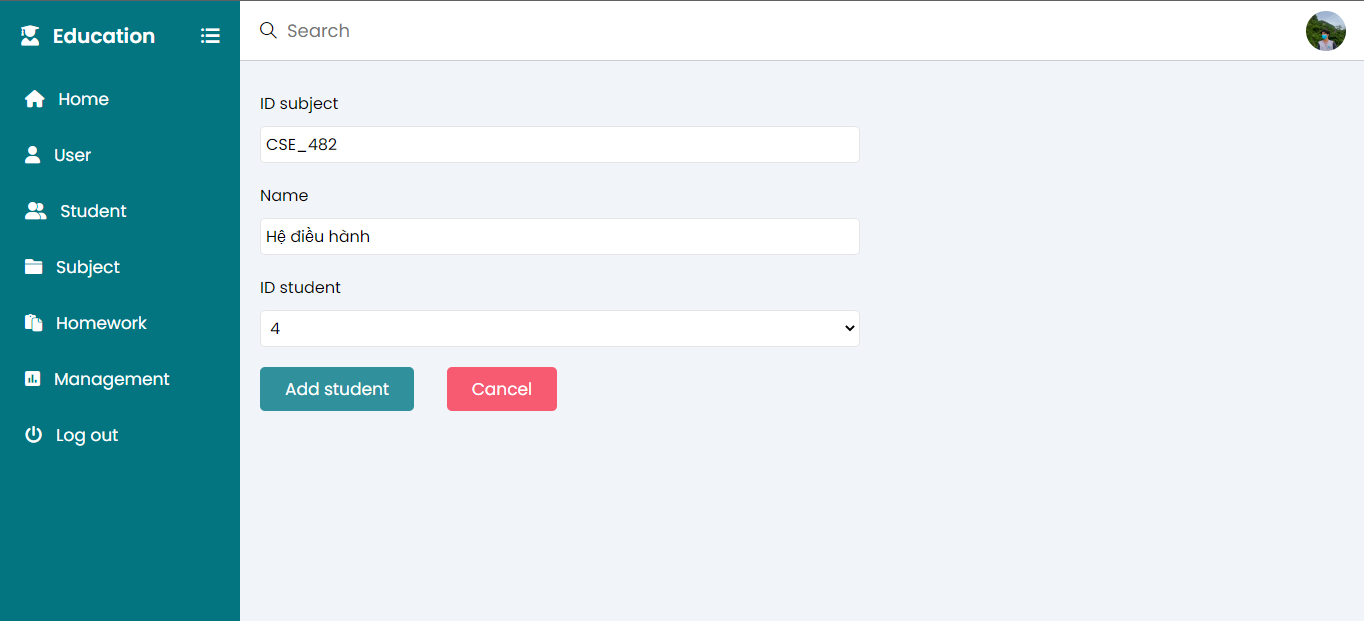 Education
Home
User
Student
Subject
Homework
Management
Log out
Search
ID subject
CSE_482
Name
Hệ điều hành
ID student
4
Add student
Cancel